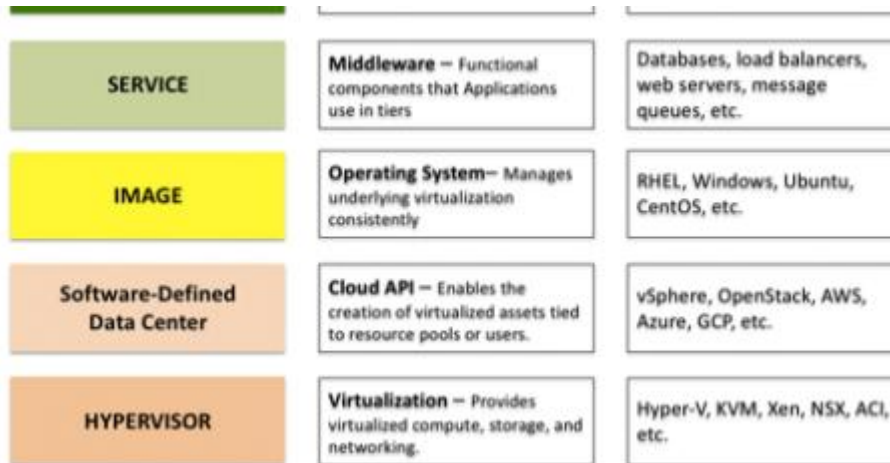 SERVICE
Middleware – Functional
components that Applications
use in tiers
Databases, load balancers,
web servers, message
queues, etc.
IMAGE
Operating System– Manages
underlying virtualization
consistently
RHEL, Windows, Ubuntu,
CentOS, etc.
Software-Defined
Data Center
Cloud API – Enables the
creation of virtualized assets tied
to resource pools or users.
vSphere, OpenStack, AWS,
Azure, GCP, etc.
HYPERVISOR
Virtualization – Provides
virtualized compute, storage, and
networking.
Hyper-V, KVM, Xen, NSX, ACI,
etc.